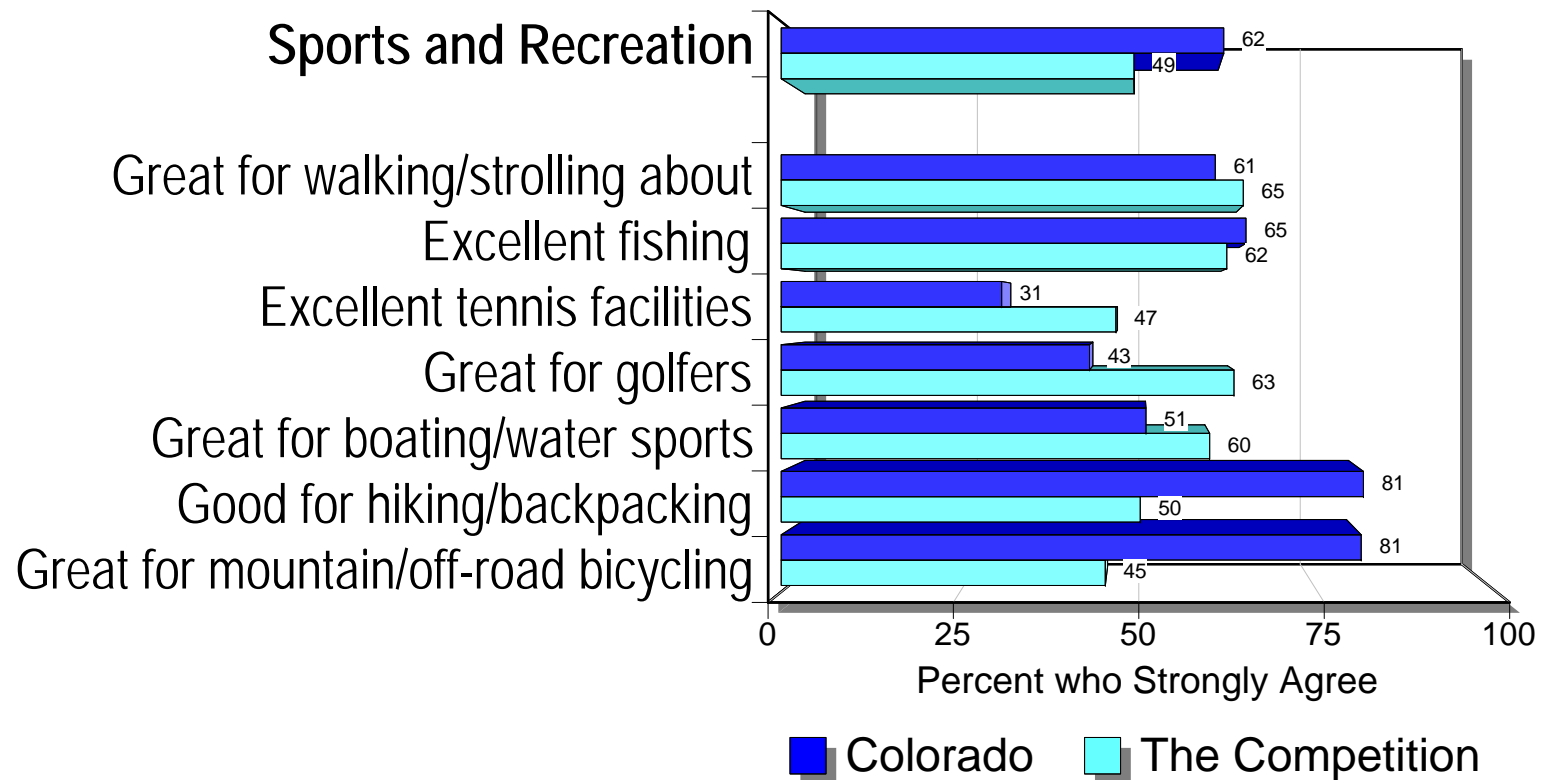 Sports and Recreation
62
49
Great for walking/strolling about
61
65
Excellent fishing
65
62
Excellent tennis facilities
31
47
Great for golfers
43
63
Great for boating/water sports
51
60
Good for hiking/backpacking
81
50
Great for mountain/off-road bicycling
81
45
0 25 50 75 100
Percent who Strongly Agree
Colorado The Competition